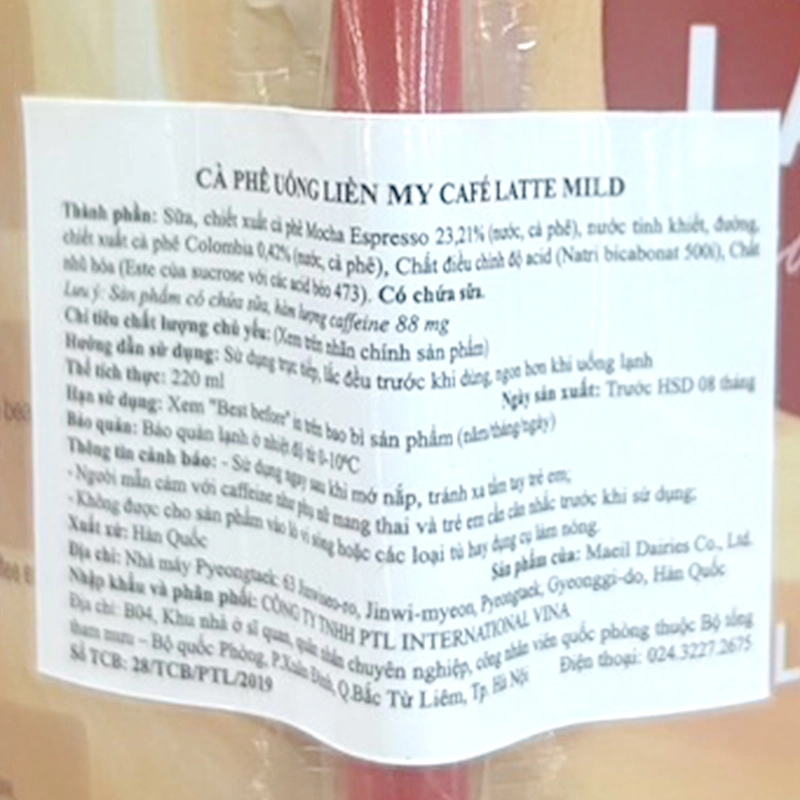 CÀ PHÊ UỐNG LIỀN MY CAFÉ LATTE MILD
Thành phần: Sữa, chiết xuất cà phê Mocha Espresso 23,21% (nước, cà phê), nước tinh khiết, đường,
chiết xuất cà phê Colombia 0,42% (nước, cà phê), Chất điều chỉnh độ acid (Natri bicabonat 500i), Chất
nhũ hóa (Este của sucrose với các acid béo 473). Có chứa sữa.
Lưu ý: Sản phẩm có chứa sữa, hàm lượng caffeine 88 mg
Chỉ tiêu chất lượng chủ yếu: (Xem trên nhãn chính sản phẩm)
Hướng dẫn sử dụng: Sử dụng trực tiếp, lắc đều trước khi dùng, ngon hơn khi uống lạnh
Thể tích thực: 220 ml
Ngày sản xuất: Trước HSD 08 tháng
Hạn sử dụng: Xem "Best before" in trên bao bì sản phẩm (năm/tháng/ngày)
Bảo quản: Bảo quản lạnh ở nhiệt độ từ 0-10ºC
Thông tin cảnh báo: - Sử dụng ngay sau khi mở nắp, tránh xa tầm tay trẻ em;
- Người mẫn cảm với caffeine như phụ nữ mang thai và trẻ em cần cân nhắc trước khi sử dụng;
- Không được cho sản phẩm vào lò vi sóng hoặc các loại tủ hay dụng cụ làm nóng.
Xuất xứ: Hàn Quốc
Sản phẩm của: Maeil Dairies Co., Ltd.
Địa chỉ: Nhà máy Pyeongtaek: 63 Jinwiseo-ro, Jinwi-myeon, Pyeongtaek, Gyeonggi-do, Hàn Quốc
Nhập khẩu và phân phối: CÔNG TY TNHH PTL INTERNATIONAL VINA
Địa chỉ: B04, Khu nhà ở sĩ quan, quân nhân chuyên nghiệp, công nhân viên quốc phòng thuộc Bộ tổng
tham mưu – Bộ quốc Phòng, P.Xuân Đỉnh, Q.Bắc Từ Liêm, Tp. Hà Nội
Điện thoại: 024.3227.2675
Số TCB: 28/TCB/PTL/2019